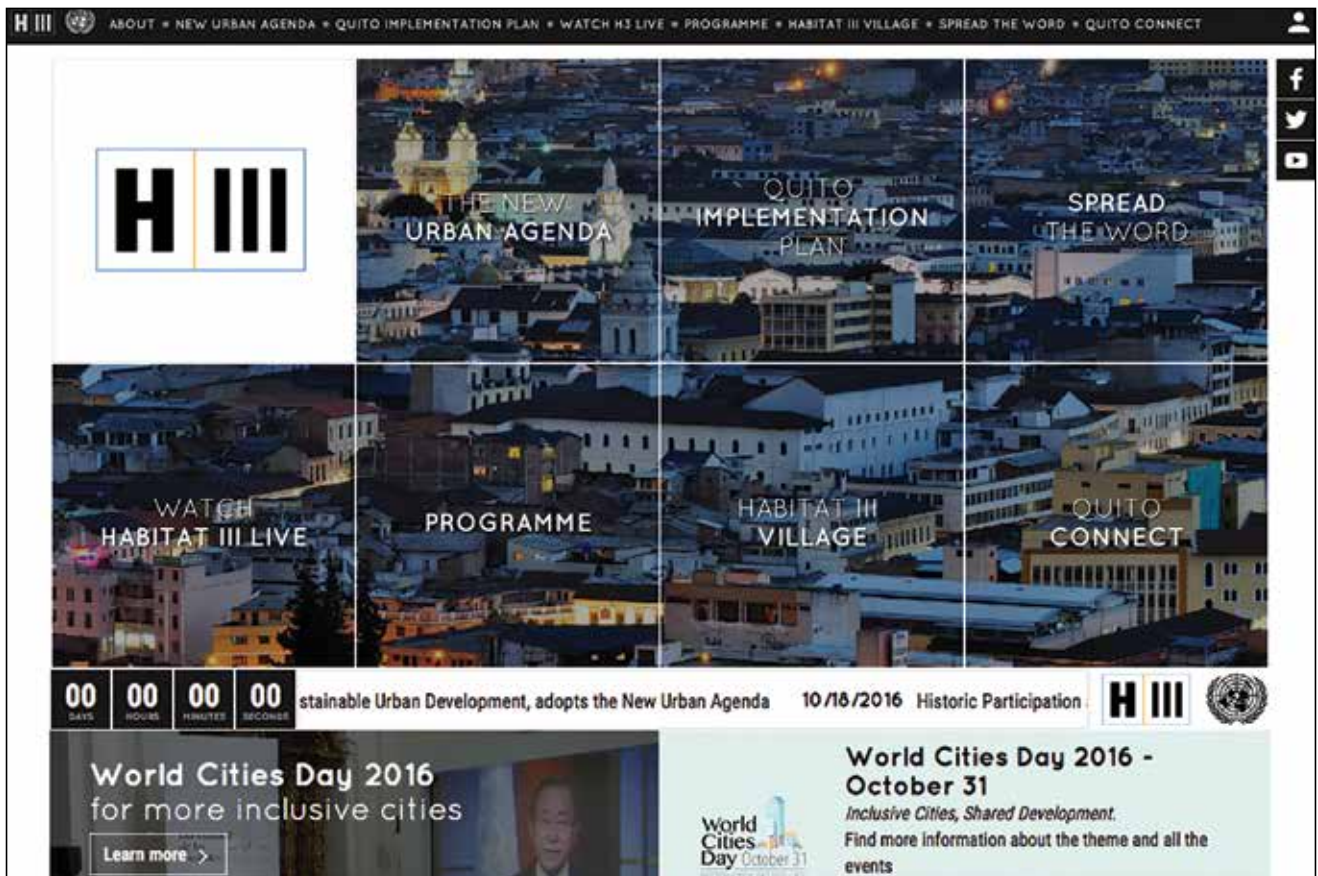 H III ABOUT • NEW URBAN AGENDA • QUITO IMPLEMENTATION PLAN • WATCH H3 LIVE • PROGRAMME • HABITAT III VILLAGE • SPREAD THE WORD • QUITO CONNECT
H III
THE NEW
URBAN AGENDA
QUITO
IMPLEMENTATION
PLAN
SPREAD
THE WORD
WATCH
HABITAT III LIVE
PROGRAMME
HABITAT III
VILLAGE
QUITO
CONNECT
00 00 00 00 stainable Urban Development, adopts the New Urban Agenda 10/18/2016 Historic Participation H III
DAYS HOURS MINUTES SECONDS
World Cities Day 2016
for more inclusive cities
Learn more >
World
Cities
Day October 31
World Cities Day 2016 -
October 31
Inclusive Cities, Shared Development.
Find more information about the theme and all the
events